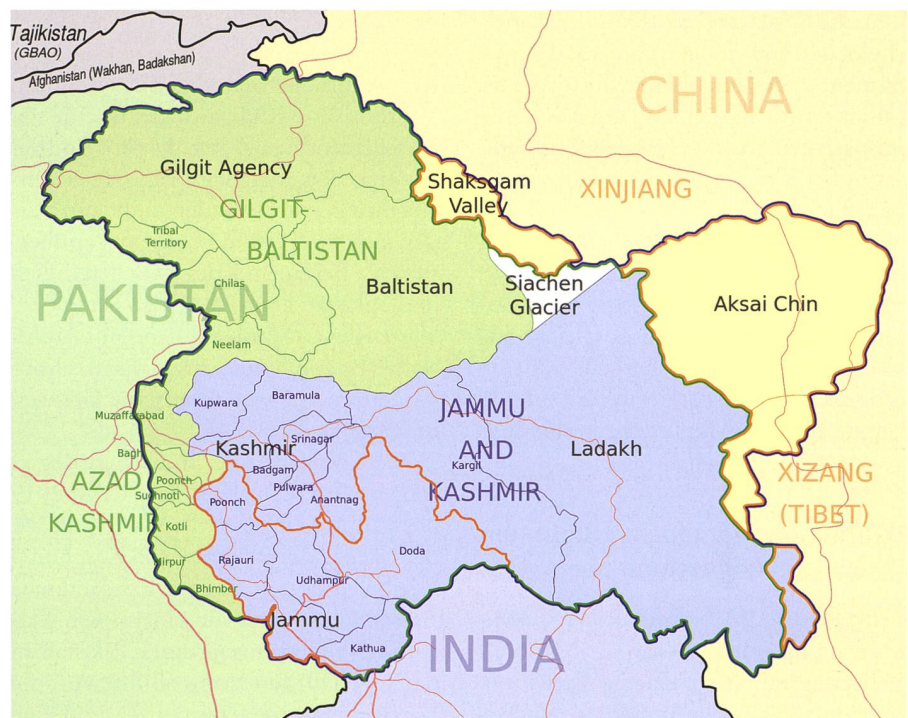 Tajikistan
(GBAO)
Afghanistan (Wakhan, Badakshan)
CHINA
Gilgit Agency
Shaksgam
Valley
XINJIANG
GILGIT-
BALTISTAN
Tribal
Territory
Chilas
Baltistan
Siachen
Glacier
Aksai Chin
PAKISTAN
Neelam
Kupwara
Baramula
Muzaffarabad
JAMMU
AND
KASHMIR
Srinagar
Kashmir
Ladakh
Bagh
Badgam
Kargil
AZAD
KASHMIR
Poonch
Sudhnoti
Pulwara
Anantnag
Poonch
XIZANG
(TIBET)
Kotli
Mirpur
Rajauri
Doda
Bhimber
Udhampur
Jammu
Kathua
INDIA